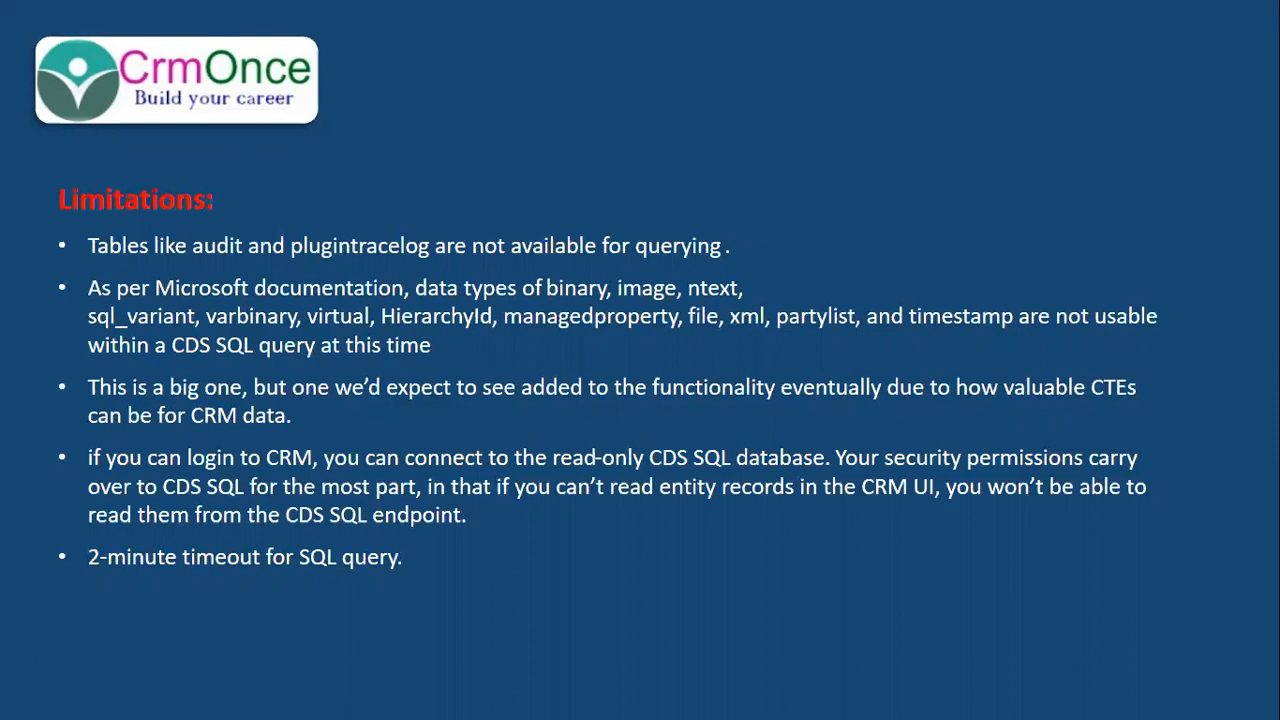 CrmOnce
Build your career
Limitations:
• Tables like audit and plugintracelog are not available for querying .
• As per Microsoft documentation, data types of binary, image, ntext,
sql_variant, varbinary, virtual, HierarchyId, managedproperty, file, xml, partylist, and timestamp are not usable
within a CDS SQL query at this time
• This is a big one, but one we’d expect to see added to the functionality eventually due to how valuable CTEs
can be for CRM data.
• if you can login to CRM, you can connect to the read-only CDS SQL database. Your security permissions carry
over to CDS SQL for the most part, in that if you can’t read entity records in the CRM UI, you won’t be able to
read them from the CDS SQL endpoint.
• 2-minute timeout for SQL query.